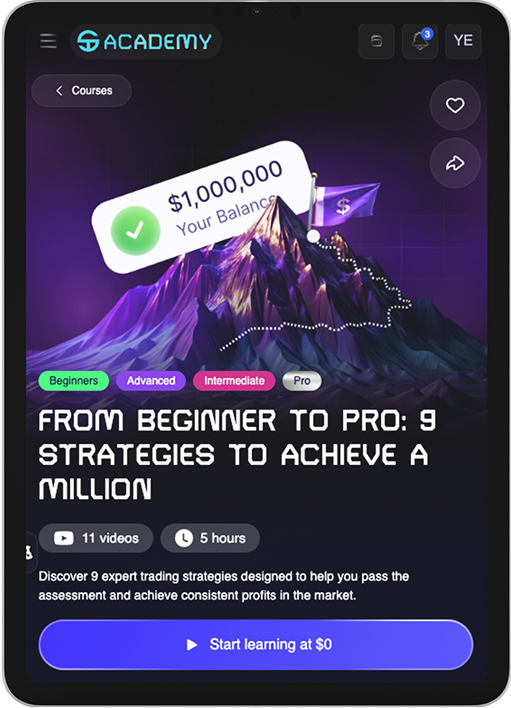 ACADEMY
3
YE
Courses
$1,000,000
Your Balance
$
Beginners
Advanced
Intermediate
Pro
FROM BEGINNER TO PRO: 9
STRATEGIES TO ACHIEVE A
MILLION
11 videos
5 hours
Discover 9 expert trading strategies designed to help you pass the
assessment and achieve consistent profits in the market.
Start learning at $0